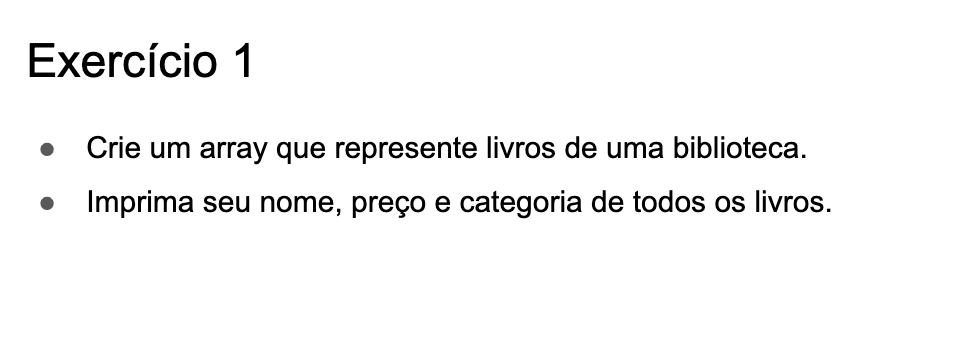 Exercício 1
● Crie um array que represente livros de uma biblioteca.
● Imprima seu nome, preço e categoria de todos os livros.